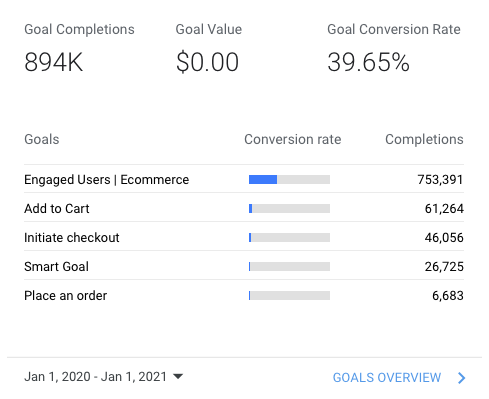 Goal Completions Goal Value Goal Conversion Rate
894K $0.00 39.65%
Goals Conversion rate Completions
Engaged Users | Ecommerce 753,391
Add to Cart 61,264
Initiate checkout 46,056
Smart Goal 26,725
Place an order 6,683
Jan 1, 2020 - Jan 1, 2021 GOALS OVERVIEW